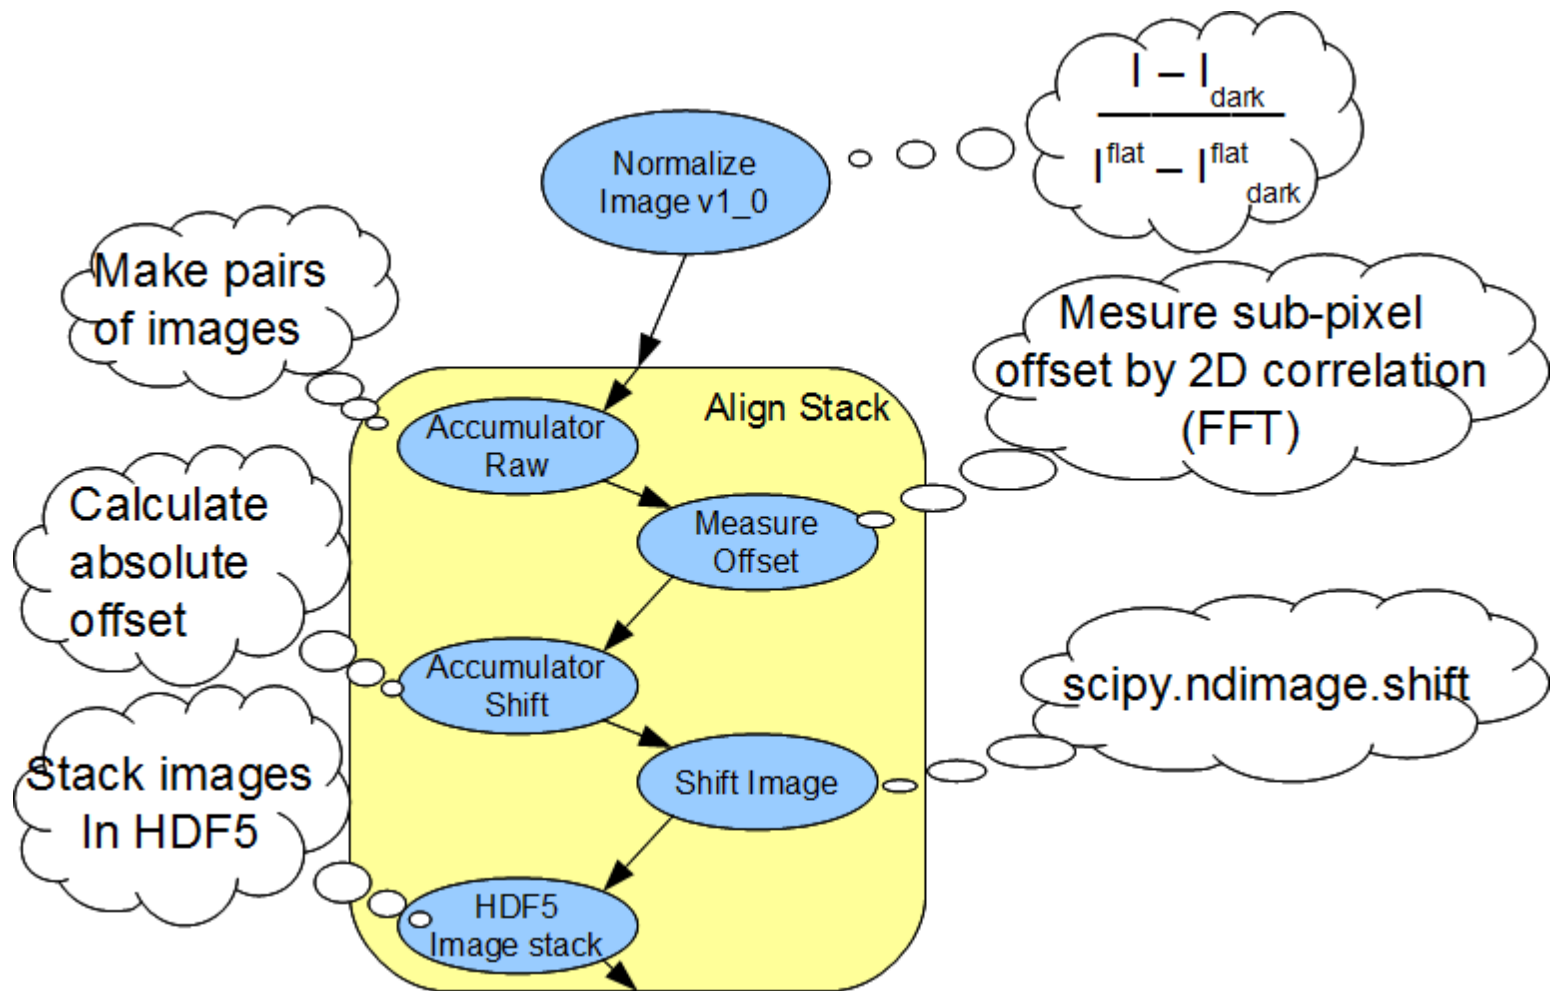 I – I dark
I flat – I flat dark
Normalize
Image v1_0
Make pairs
of images
Mesure sub-pixel
offset by 2D correlation
(FFT)
Align Stack
Accumulator
Raw
Calculate
absolute
offset
Measure
Offset
Accumulator
Shift
scipy.ndimage.shift
Stack images
In HDF5
Shift Image
HDF5
Image stack